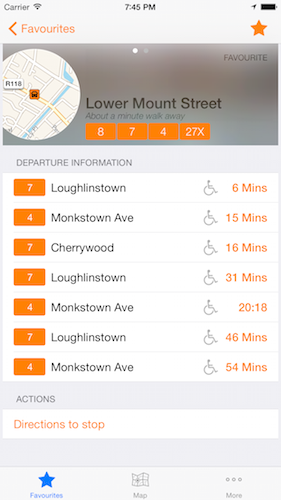 Carrier 7:45 PM
Favourites
FAVOURITE
R118
Lower Mount Street
About a minute walk away
8 7 4 27X
DEPARTURE INFORMATION
7 Loughlinstown 6 Mins
4 Monkstown Ave 15 Mins
7 Cherrywood 16 Mins
7 Loughlinstown 31 Mins
4 Monkstown Ave 20:18
7 Loughlinstown 46 Mins
4 Monkstown Ave 54 Mins
ACTIONS
Directions to stop
Favourites Map More